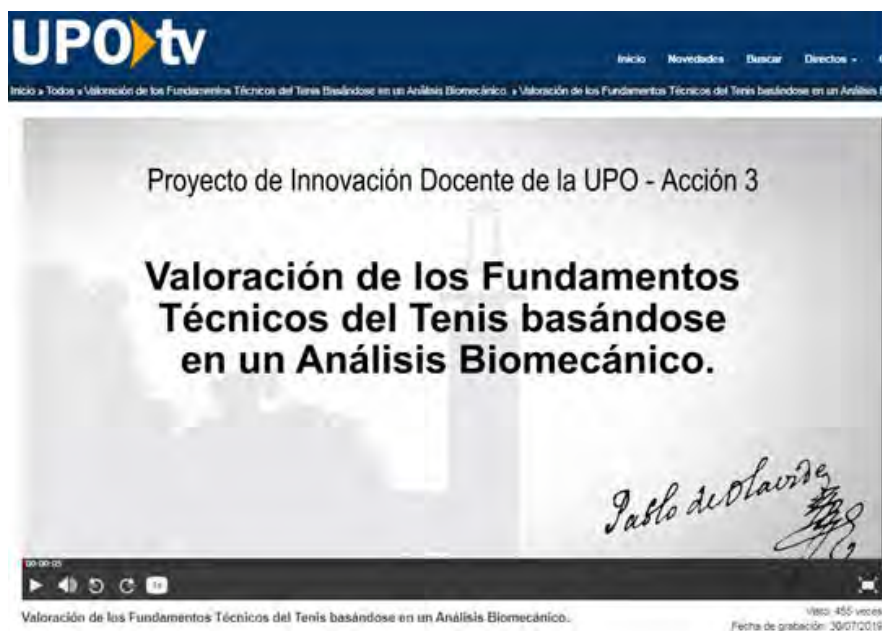 UPO tv
Inicio Novedades Buscar Directos
Inicio » Todos » Valoración de los Fundamentos Técnicos del Tenis Basándose en un Análisis Biomecánico. » Valoración de los Fundamentos Técnicos del Tenis basándose en un Análisis
Proyecto de Innovación Docente de la UPO - Acción 3
Valoración de los Fundamentos
Técnicos del Tenis basándose
en un Análisis Biomecánico.
Pablo de Olavide
00:00:05
1x
Valoración de los Fundamentos Técnicos del Tenis basándose en un Análisis Biomecánico.
Visto: 455 veces
Fecha de grabación: 30/07/2019